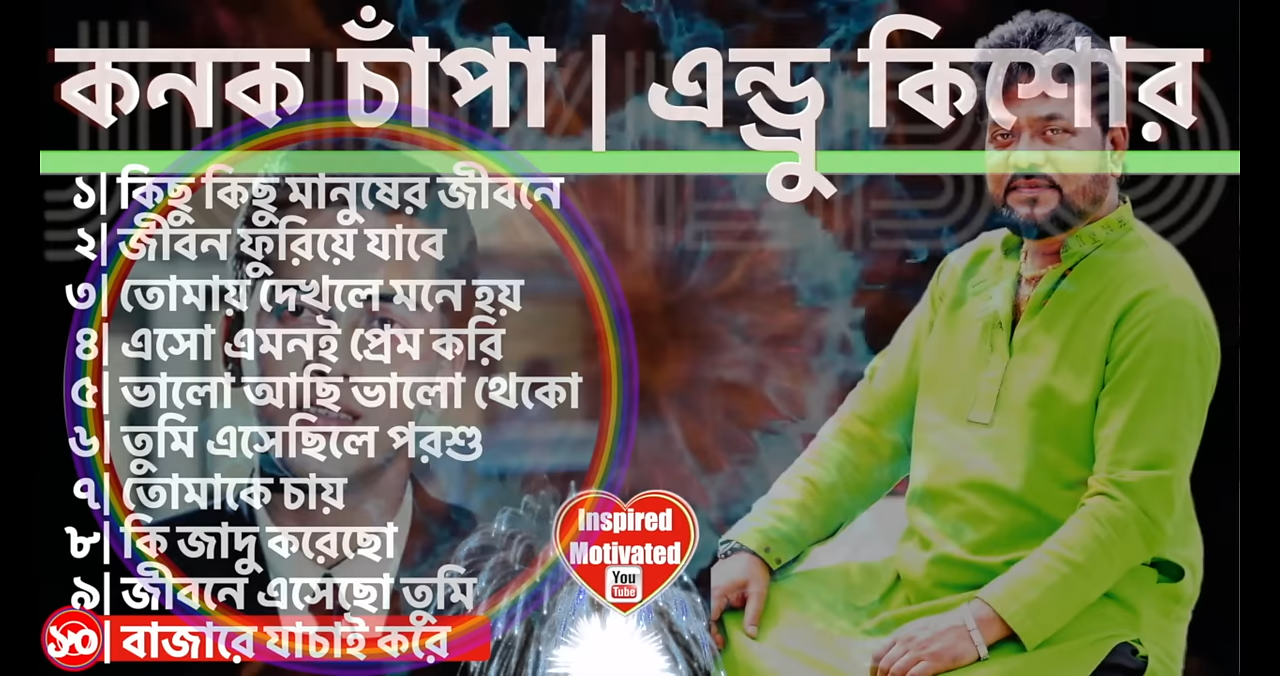 কনক চাঁপা | এন্ড্রু কিশোর
১| কিছু কিছু মানুষের জীবনে
২| জীবন ফুরিয়ে যাবে
৩| তোমায় দেখলে মনে হয়
৪| এসো এমনই প্রেম করি
৫| ভালো আছি ভালো থেকো
৬| তুমি এসেছিলে পরশু
৭| তোমাকে চায়
৮| কি জাদু করেছো
৯| জীবনে এসেছো তুমি
১০| বাজারে যাচাই করে
Inspired
Motivated
You
Tube